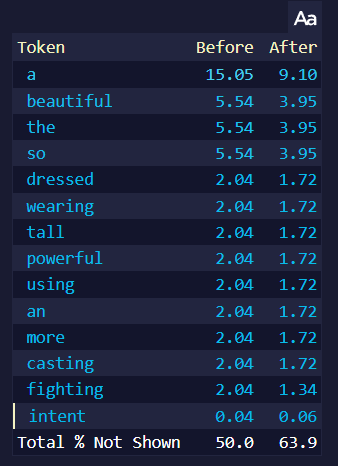 Aa
Token Before After
a 15.05 9.10
beautiful 5.54 3.95
the 5.54 3.95
so 5.54 3.95
dressed 2.04 1.72
wearing 2.04 1.72
tall 2.04 1.72
powerful 2.04 1.72
using 2.04 1.72
an 2.04 1.72
more 2.04 1.72
casting 2.04 1.72
fighting 2.04 1.34
intent 0.04 0.06
Total % Not Shown 50.0 63.9